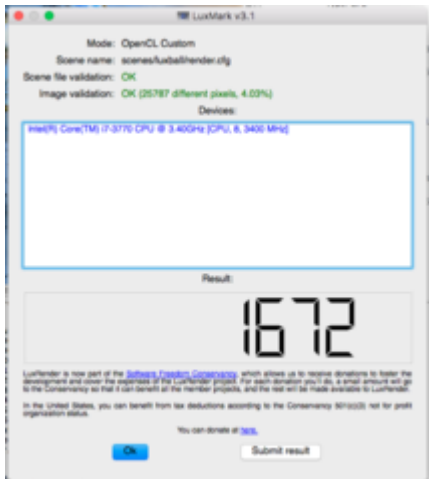 LuxMark v3.1
Mode: OpenCL Custom
Scene name: scenes/luxball/render.cfg
Scene file validation: OK
Image validation: OK (25787 different pixels, 4.03%)
Devices:
Intel(R) Core(TM) i7-3770 CPU @ 3.40GHz [CPU, 8, 3400 MHz]
Result:
1672
LuxRender is now part of the Software Freedom Conservancy, which allows us to receive donations to foster the
development and cover the expenses of the LuxRender project. For each donation you'll do, a small amount will go
to the Conservancy so that it can benefit all the member projects, and the rest will be made available to LuxRender.
In the United States, you can benefit from tax deductions according to the Conservancy 501(c)(3) not for profit
organization status.
You can donate at here.
Ok
Submit result